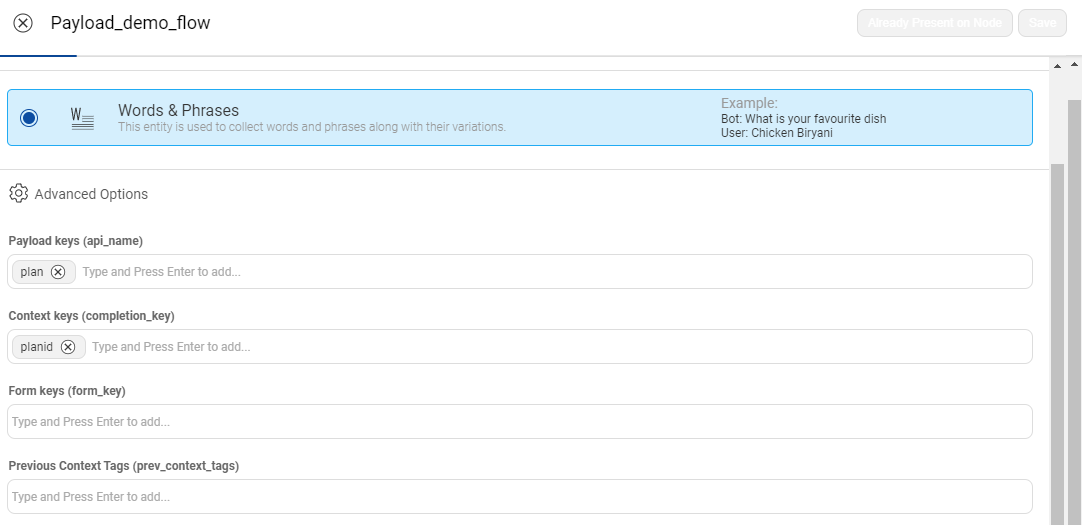 Payload_demo_flow
Already Present on Node
Save
W
Words & Phrases
This entity is used to collect words and phrases along with their variations.
Example:
Bot: What is your favourite dish
User: Chicken Biryani
Advanced Options
Payload keys (api_name)
plan Type and Press Enter to add...
Context keys (completion_key)
planid Type and Press Enter to add...
Form keys (form_key)
Type and Press Enter to add...
Previous Context Tags (prev_context_tags)
Type and Press Enter to add...